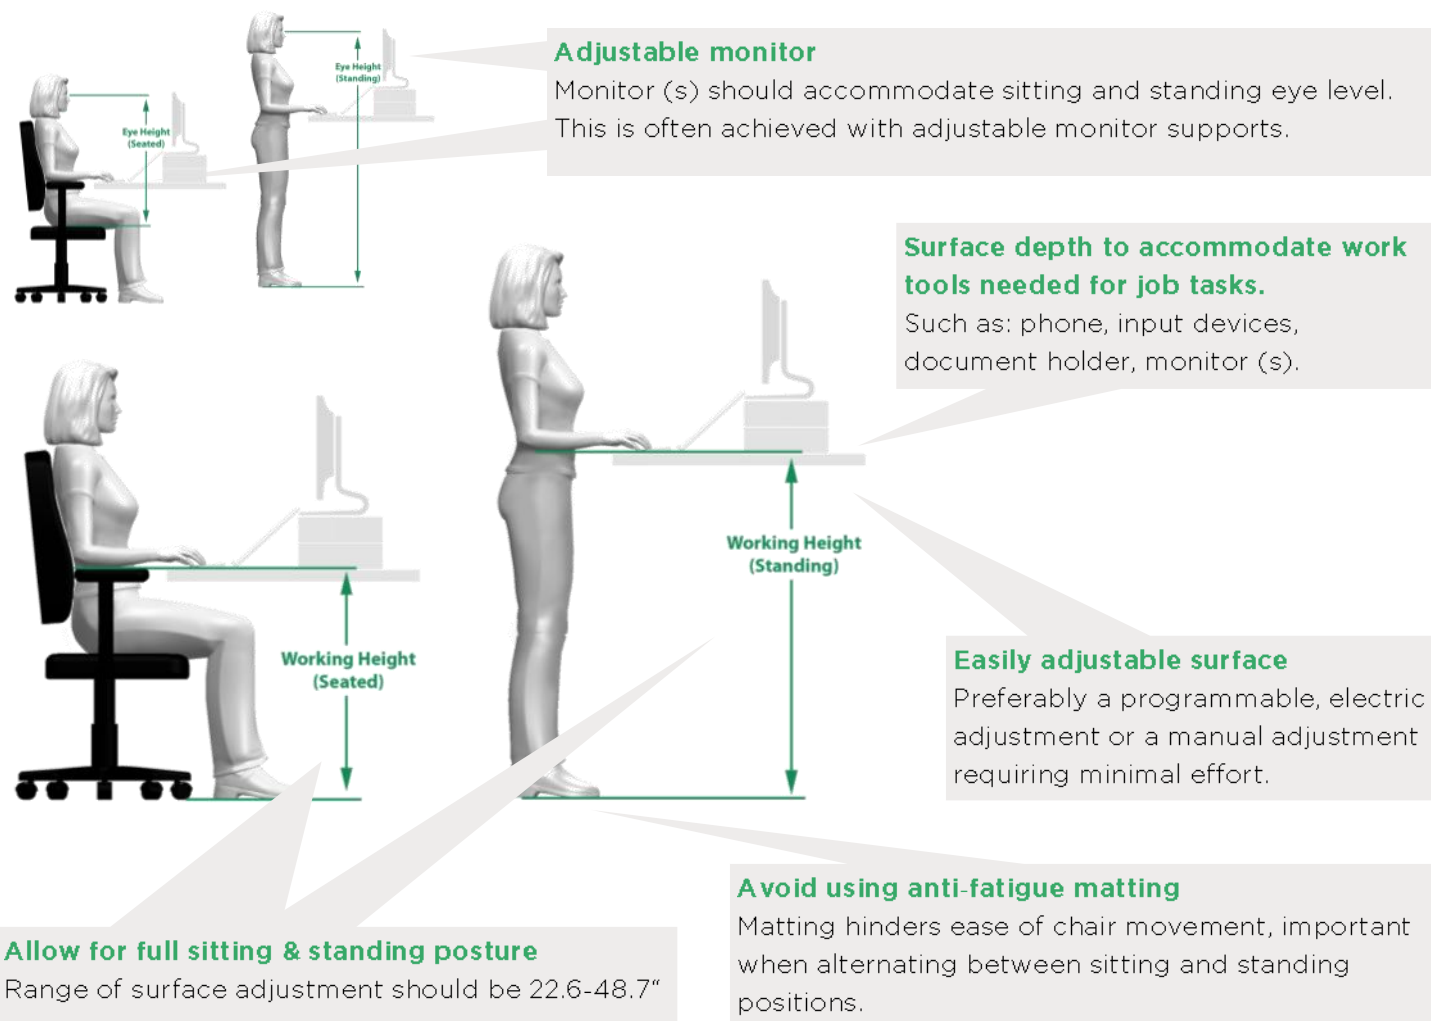 Adjustable monitor
Monitor (s) should accommodate sitting and standing eye level.
This is often achieved with adjustable monitor supports.
Eye Height
(Standing)
Eye Height
(Seated)
Surface depth to accommodate work
tools needed for job tasks.
Such as: phone, input devices,
document holder, monitor (s).
Working Height
(Standing)
Working Height
(Seated)
Easily adjustable surface
Preferably a programmable, electric
adjustment or a manual adjustment
requiring minimal effort.
Avoid using anti-fatigue matting
Matting hinders ease of chair movement, important
when alternating between sitting and standing
positions.
Allow for full sitting & standing posture
Range of surface adjustment should be 22.6-48.7“